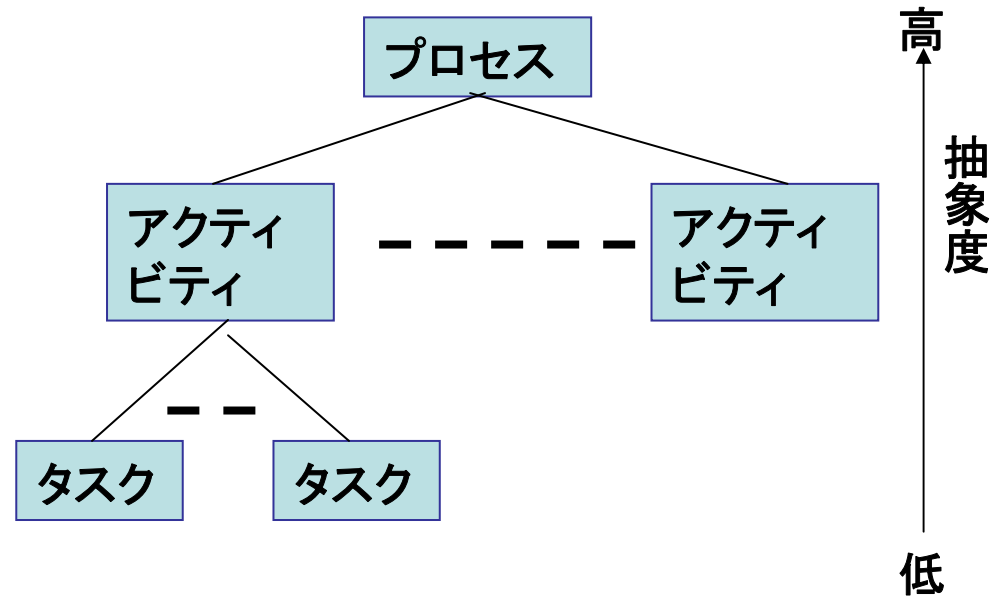 プロセス
高
抽象度
アクティ
ビティ
アクティ
ビティ
タスク
タスク
低